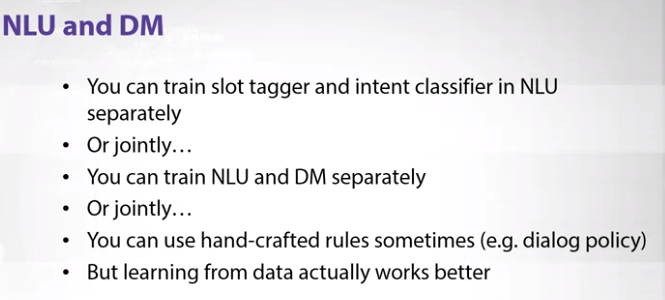 NLU and DM
• You can train slot tagger and intent classifier in NLU
separately
• Or jointly…
• You can train NLU and DM separately
• Or jointly…
• You can use hand-crafted rules sometimes (e.g. dialog policy)
• But learning from data actually works better